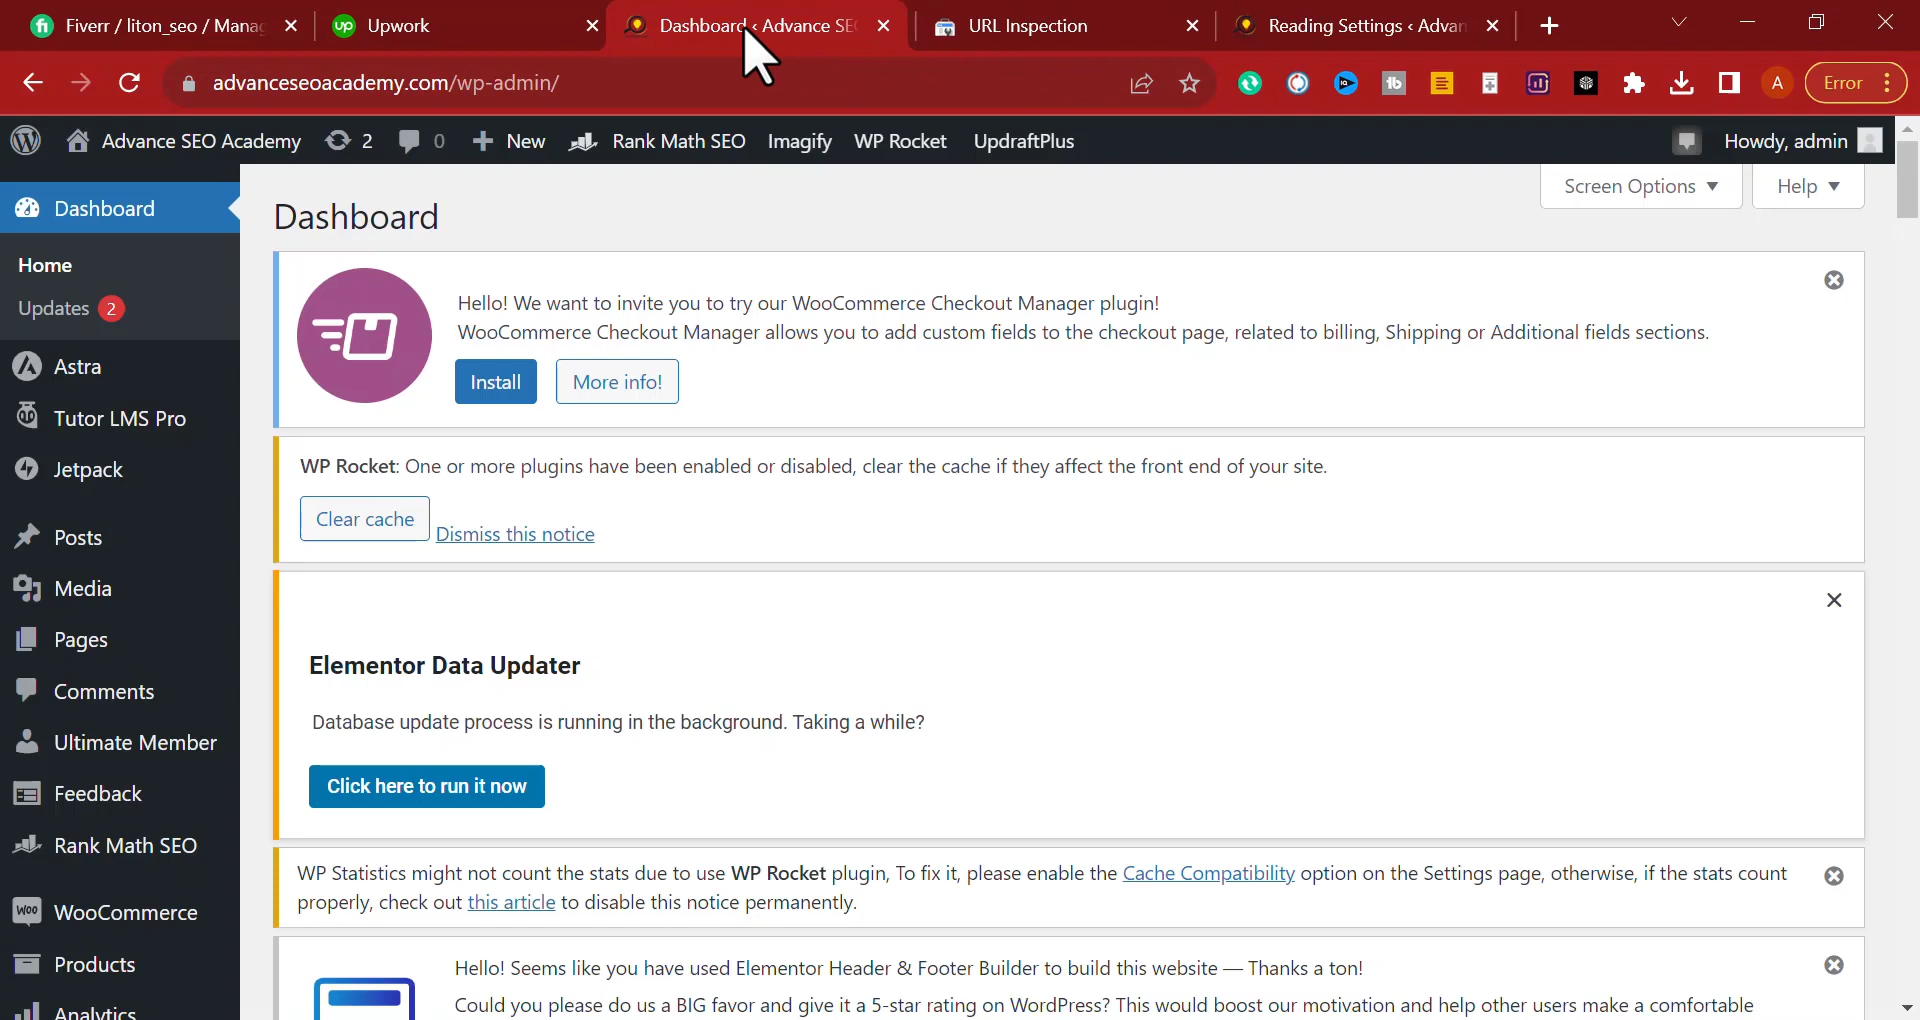 Fiverr / liton_seo / Manag
Upwork
Dashboard ‹ Advance SE
URL Inspection
Reading Settings ‹ Advan
advanceseoacademy.com/wp-admin/
A
Error
Advance SEO Academy
2
0
New
Rank Math SEO
Imagify
WP Rocket
UpdraftPlus
Howdy, admin
Dashboard
Home
Updates 2
Astra
Tutor LMS Pro
Jetpack
Posts
Media
Pages
Comments
Ultimate Member
Feedback
Rank Math SEO
WooCommerce
Products
Analytics
Screen Options
Help
Dashboard
Hello! We want to invite you to try our WooCommerce Checkout Manager plugin!
WooCommerce Checkout Manager allows you to add custom fields to the checkout page, related to billing, Shipping or Additional fields sections.
Install
More info!
WP Rocket: One or more plugins have been enabled or disabled, clear the cache if they affect the front end of your site.
Clear cache
Dismiss this notice
Elementor Data Updater
Database update process is running in the background. Taking a while?
Click here to run it now
WP Statistics might not count the stats due to use WP Rocket plugin, To fix it, please enable the Cache Compatibility option on the Settings page, otherwise, if the stats count
properly, check out this article to disable this notice permanently.
Hello! Seems like you have used Elementor Header & Footer Builder to build this website — Thanks a ton!
Could you please do us a BIG favor and give it a 5-star rating on WordPress? This would boost our motivation and help other users make a comfortable